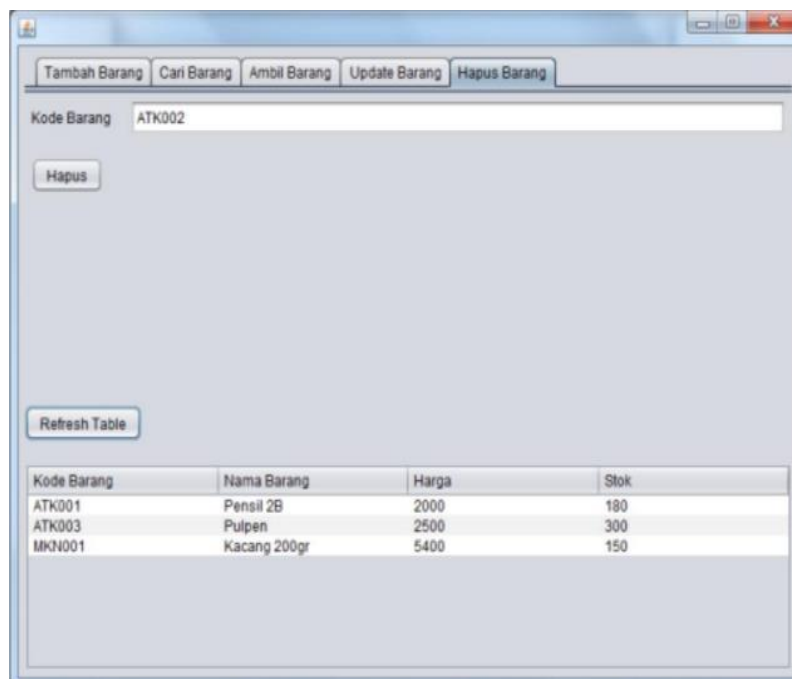 Tambah Barang Cari Barang Ambil Barang Update Barang Hapus Barang
Kode Barang ATK002
Hapus
Refresh Table
Kode Barang Nama Barang Harga Stok
ATK001 Pensil 2B 2000 180
ATK003 Pulpen 2500 300
MKN001 Kacang 200gr 5400 150